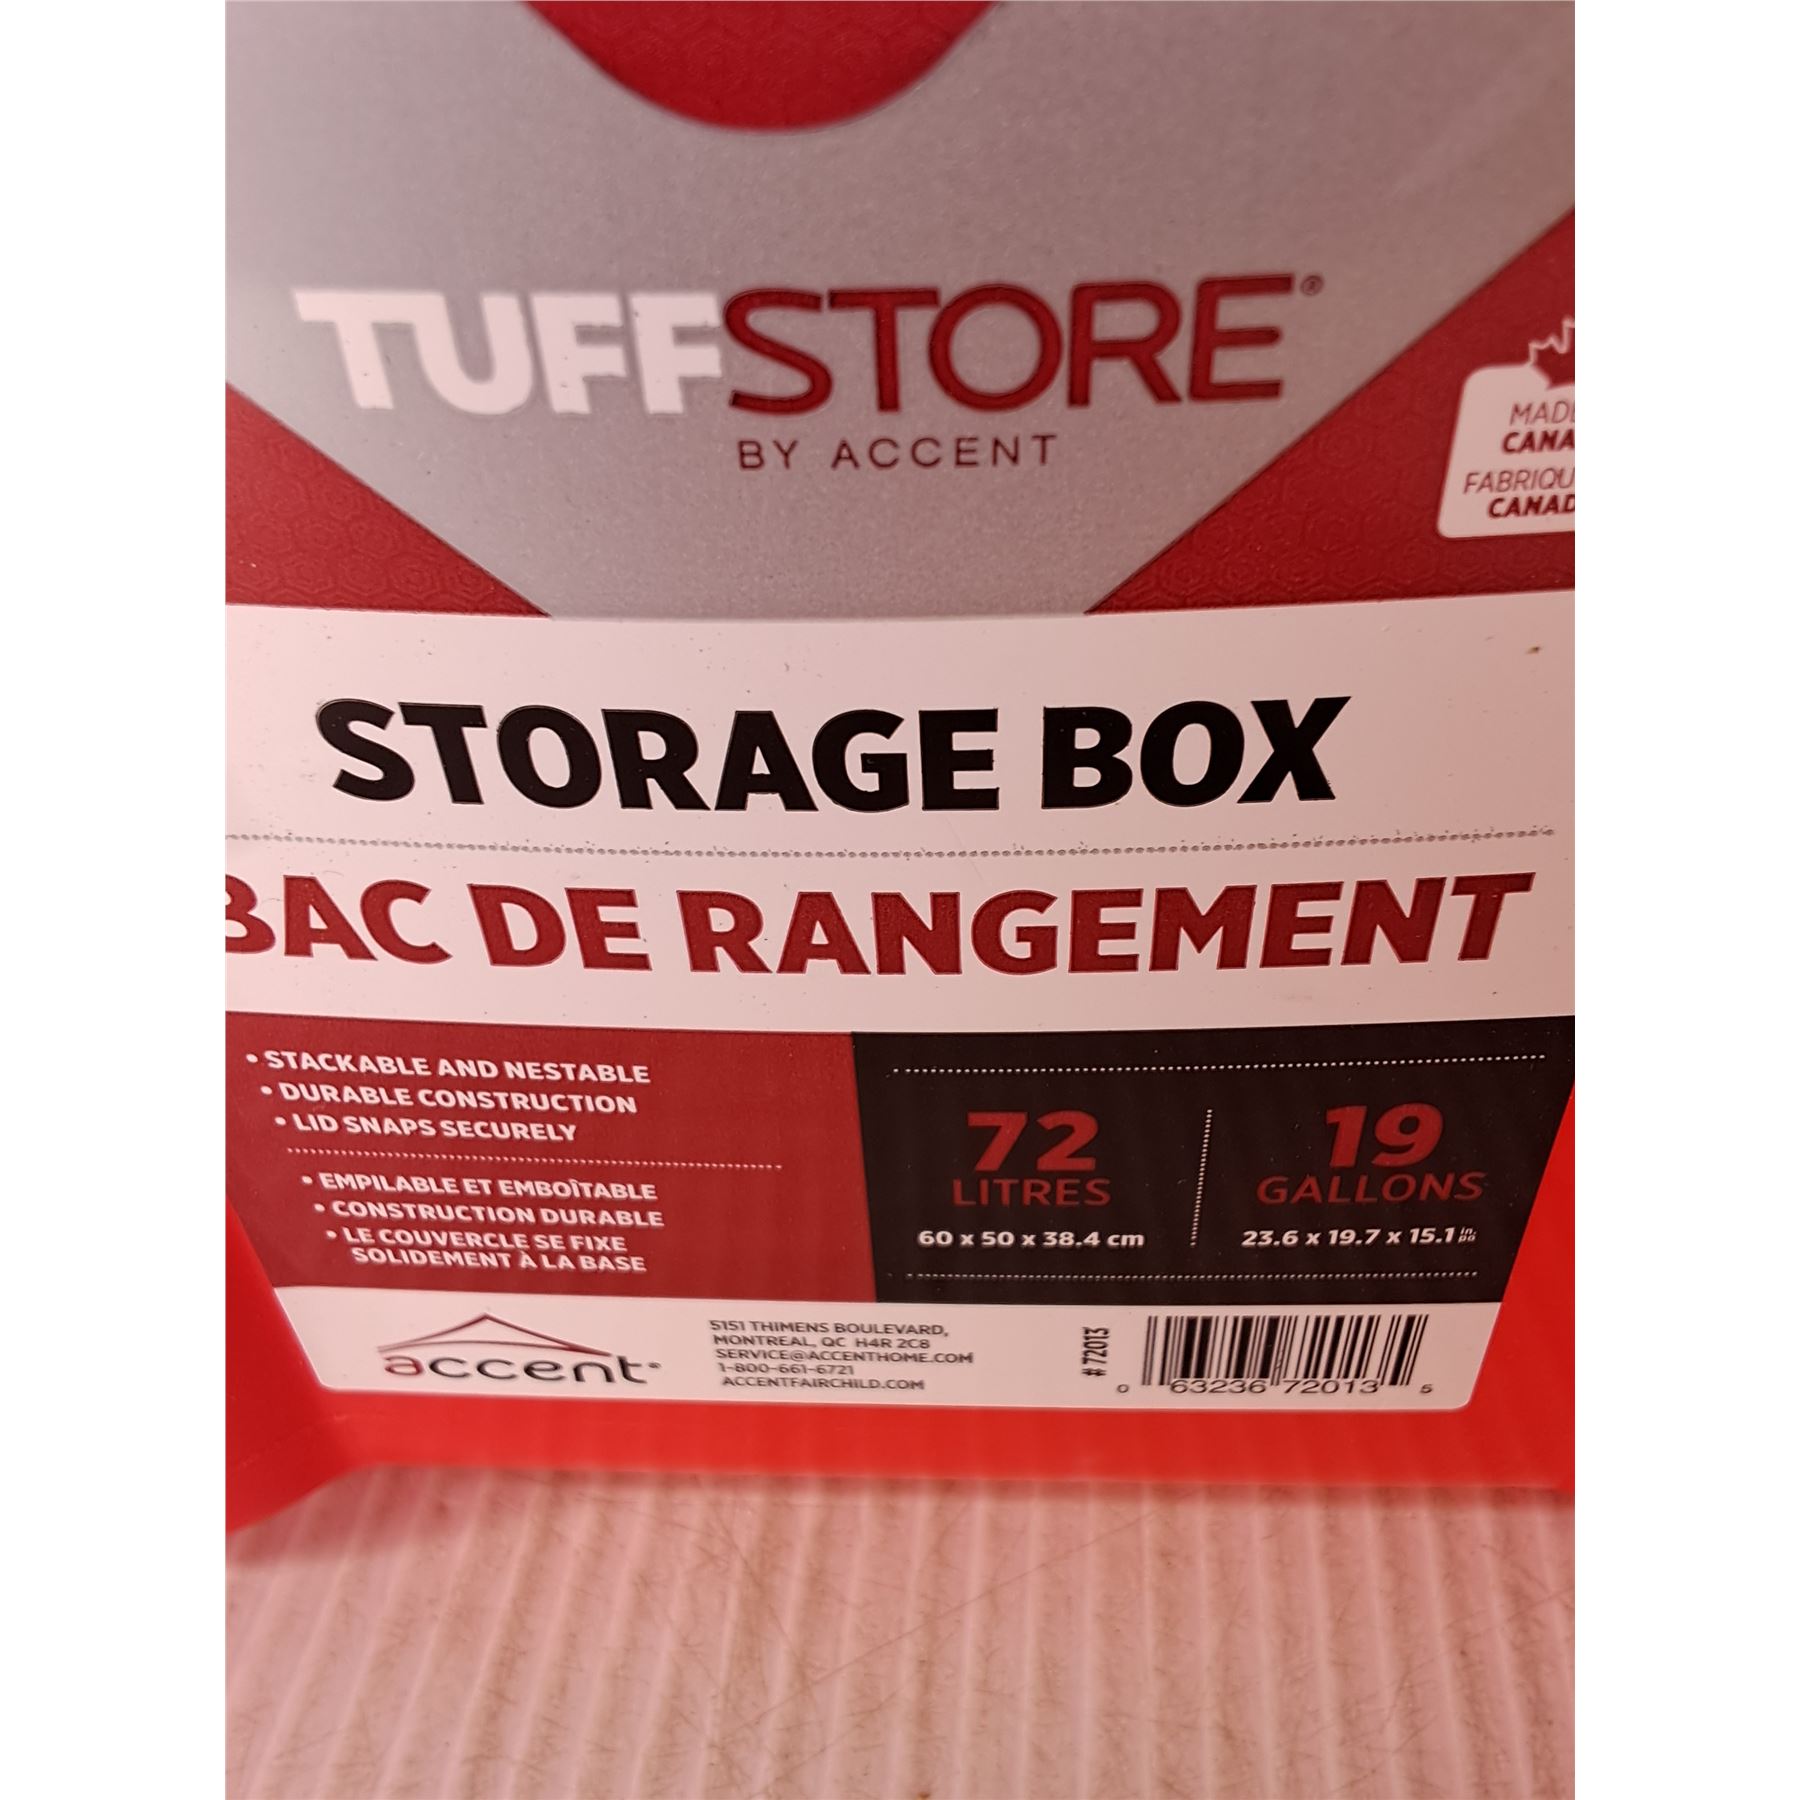 TUFFSTORE®
BY ACCENT
MADE
CANA
FABRIQU
CANAD
STORAGE BOX
BAC DE RANGEMENT
• STACKABLE AND NESTABLE
• DURABLE CONSTRUCTION
• LID SNAPS SECURELY
• EMPILABLE ET EMBOÎTABLE
• CONSTRUCTION DURABLE
• LE COUVERCLE SE FIXE
SOLIDEMENT À LA BASE
72
LITRES
60 x 50 x 38.4 cm
19
GALLONS
23.6 x 19.7 x 15.1 in. po
accent®
5151 THIMENS BOULEVARD,
MONTREAL, QC H4R 2C8
SERVICE@ACCENTHOME.COM
1-800-661-6721
ACCENTFAIRCHILD.COM
# 72013
0 63236 72013 5